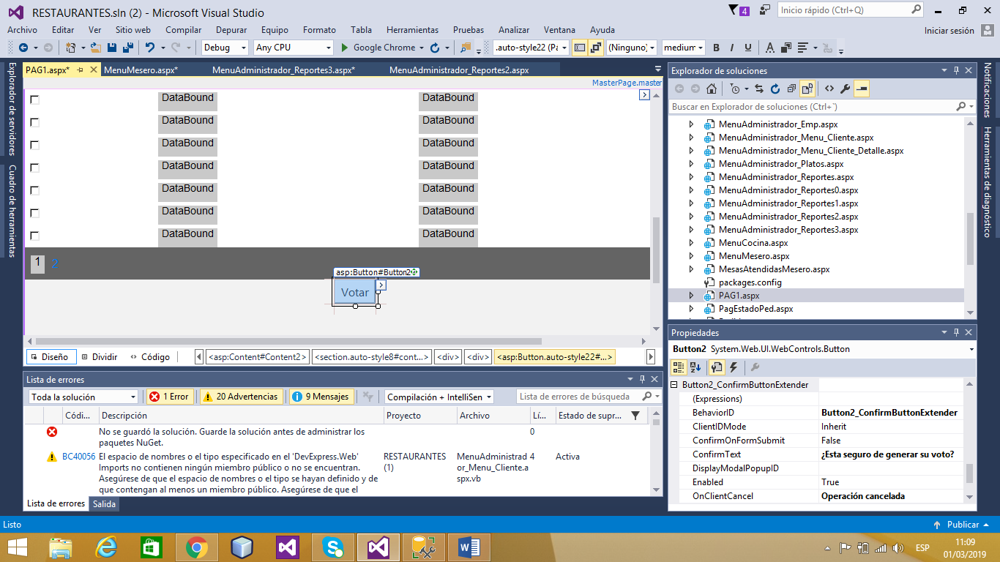 RESTAURANTES.sln (2) - Microsoft Visual Studio
4
Inicio rápido (Ctrl+Q)
Archivo Editar Ver Sitio web Compilar Depurar Equipo Formato Tabla Herramientas Pruebas Analizar Ventana Ayuda
Iniciar sesión
Debug Any CPU Google Chrome .auto-style22 (Pa (Ninguno) medium B I U A
PAG1.aspx* MenuMesero.aspx* MenuAdministrador_Reportes3.aspx* MenuAdministrador_Reportes2.aspx
MasterPage.master
Explorador de servidores
Cuadro de herramientas
DataBound DataBound
DataBound DataBound
DataBound DataBound
DataBound DataBound
DataBound DataBound
DataBound DataBound
DataBound DataBound
1 2
asp:Button#Button2
Votar
Diseño Dividir Código <asp:Content#Content2> <section.auto-style8#cont...> <div> <div> <asp:Button.auto-style22#...>
Lista de errores
Toda la solución 1 Error 20 Advertencias 9 Mensajes Compilación + IntelliSen Lista de errores de búsqueda
Códi... Descripción Proyecto Archivo Lí... Estado de supr...
No se guardó la solución. Guarde la solución antes de administrar los 0
paquetes NuGet.
BC40056 El espacio de nombres o el tipo especificado en el 'DevExpress.Web' RESTAURANTES MenuAdministrad 4 Activa
Imports no contienen ningún miembro público o no se encuentran. (1) or_Menu_Cliente.a
Asegúrese de que el espacio de nombres o el tipo se hayan definido y de spx.vb
que contengan al menos un miembro público. Asegúrese de que el
Lista de errores Salida
Explorador de soluciones
Buscar en Explorador de soluciones (Ctrl+`)
MenuAdministrador_Emp.aspx
MenuAdministrador_Menu_Cliente.aspx
MenuAdministrador_Menu_Cliente_Detalle.aspx
MenuAdministrador_Platos.aspx
MenuAdministrador_Reportes.aspx
MenuAdministrador_Reportes0.aspx
MenuAdministrador_Reportes1.aspx
MenuAdministrador_Reportes2.aspx
MenuAdministrador_Reportes3.aspx
MenuCocina.aspx
MenuMesero.aspx
MesasAtendidasMesero.aspx
packages.config
PAG1.aspx
PagEstadoPed.aspx
Propiedades
Button2 System.Web.UI.WebControls.Button
Button2_ConfirmButtonExtender
(Expressions)
BehaviorID Button2_ConfirmButtonExtender
ClientIDMode Inherit
ConfirmOnFormSubmit False
ConfirmText ¿Esta seguro de generar su voto?
DisplayModalPopupID
Enabled True
OnClientCancel Operación cancelada
Notificaciones
Herramientas de diagnóstico
Listo
Publicar
ESP
11:09
01/03/2019